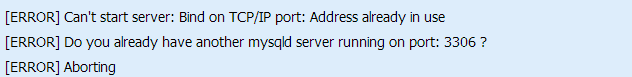 [ERROR] Can't start server: Bind on TCP/IP port: Address already in use
[ERROR] Do you already have another mysqld server running on port: 3306 ?
[ERROR] Aborting